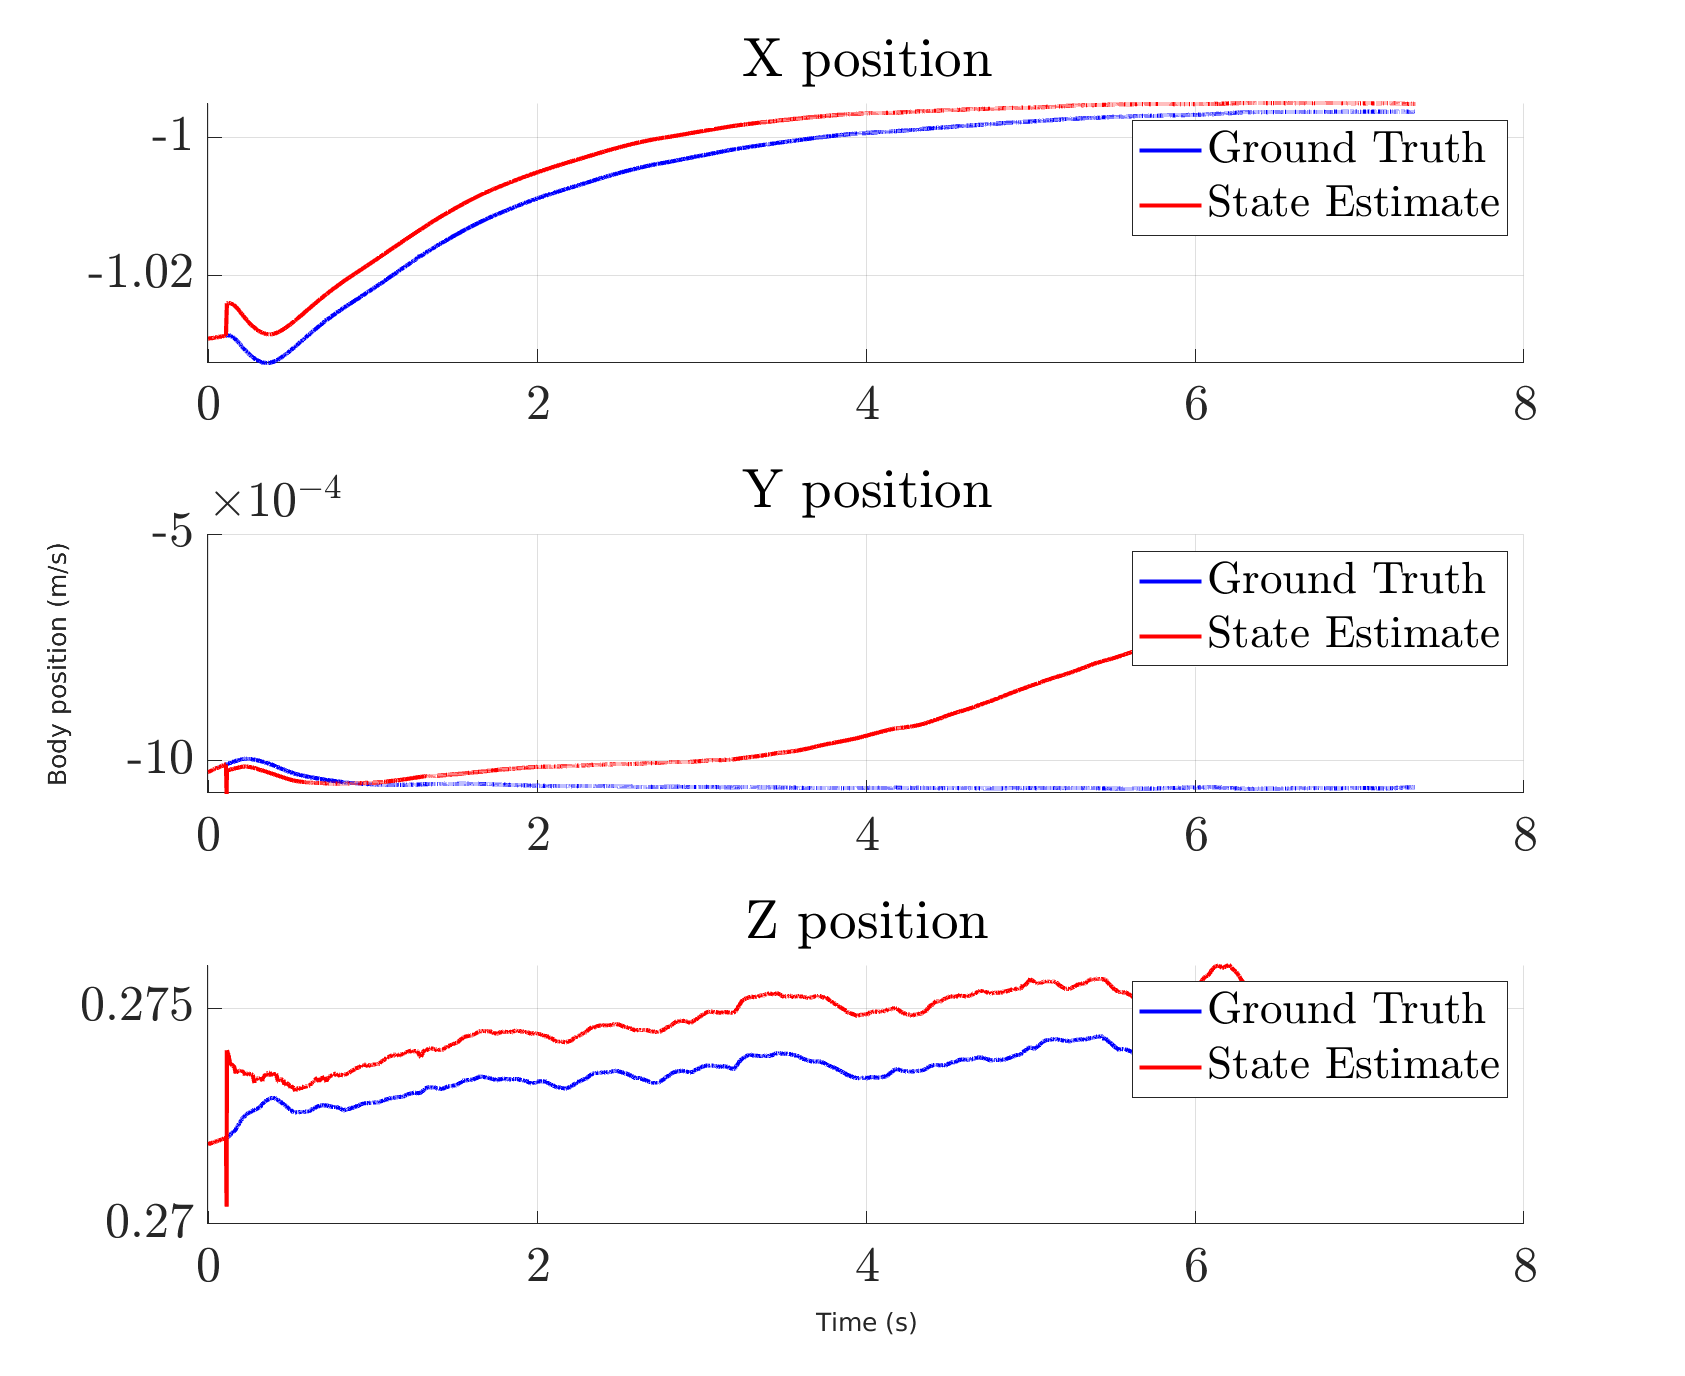 X position
-1
-1.02
0 2 4 6 8
Ground Truth
State Estimate
Y position
×10⁻⁴
-5
-10
0 2 4 6 8
Ground Truth
State Estimate
Body position (m/s)
Z position
0.275
0.27
0 2 4 6 8
Ground Truth
State Estimate
Time (s)